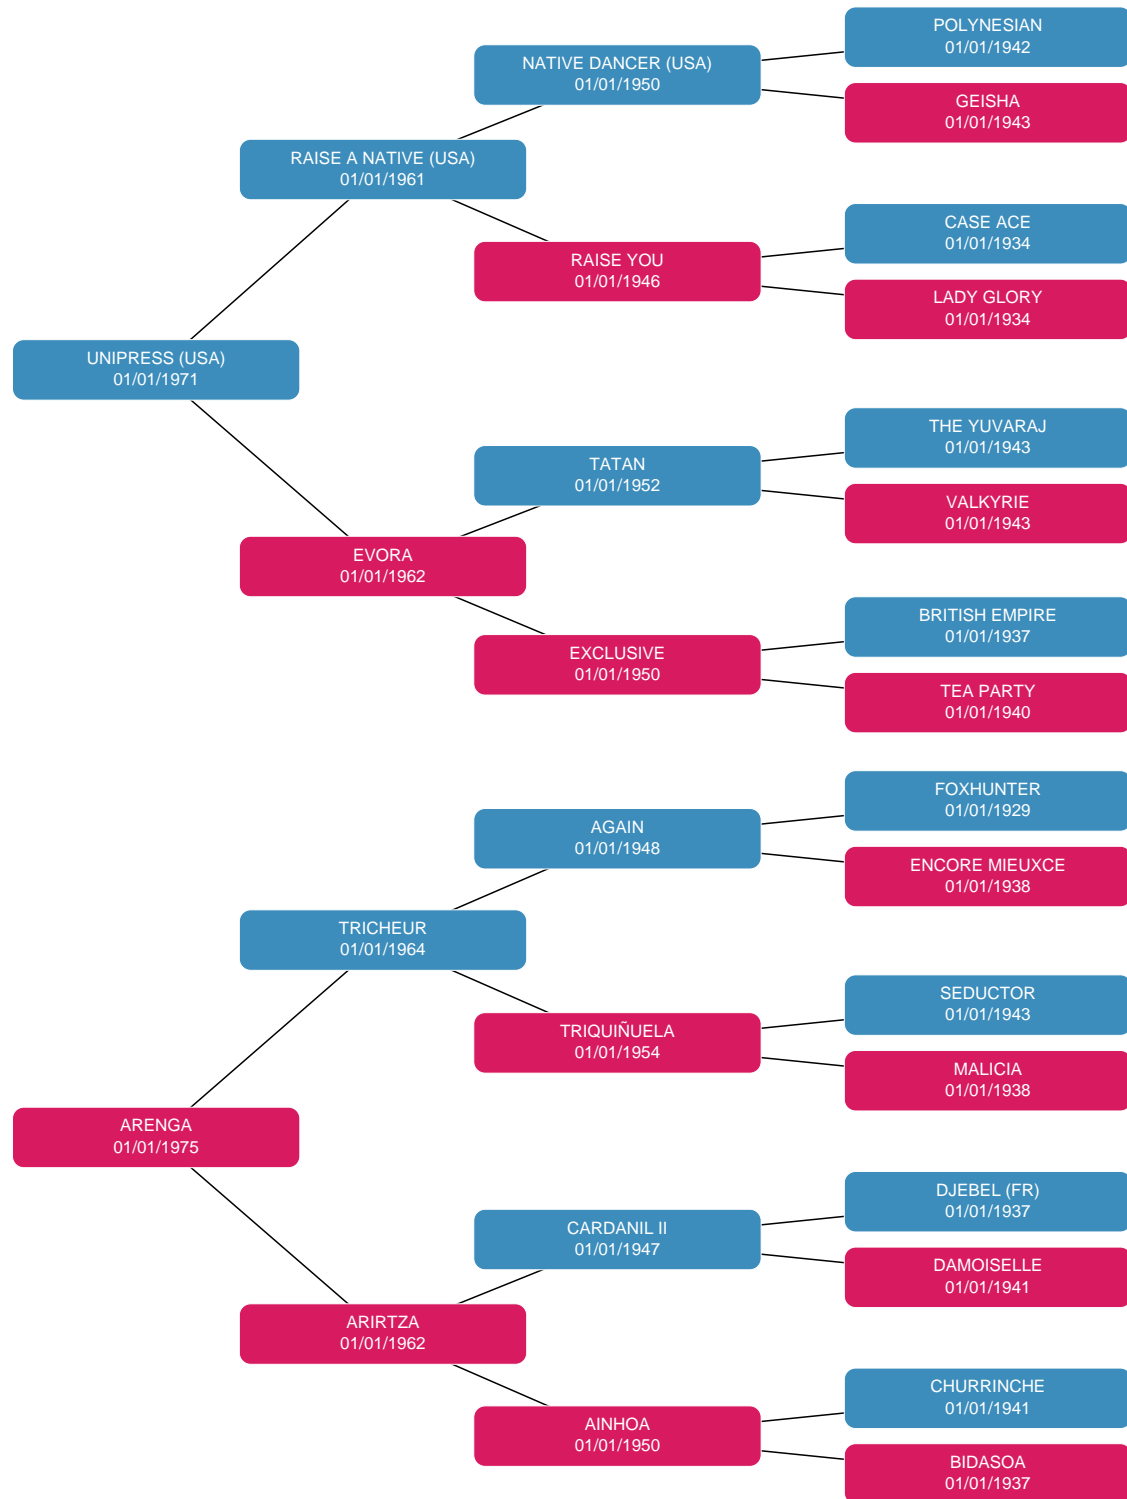 POLYNESIAN
01/01/1942
NATIVE DANCER (USA)
01/01/1950
GEISHA
01/01/1943
RAISE A NATIVE (USA)
01/01/1961
CASE ACE
01/01/1934
RAISE YOU
01/01/1946
LADY GLORY
01/01/1934
UNIPRESS (USA)
01/01/1971
THE YUVARAJ
01/01/1943
TATAN
01/01/1952
VALKYRIE
01/01/1943
EVORA
01/01/1962
BRITISH EMPIRE
01/01/1937
EXCLUSIVE
01/01/1950
TEA PARTY
01/01/1940
FOXHUNTER
01/01/1929
AGAIN
01/01/1948
ENCORE MIEUXCE
01/01/1938
TRICHEUR
01/01/1964
SEDUCTOR
01/01/1943
TRIQUIÑUELA
01/01/1954
MALICIA
01/01/1938
ARENGA
01/01/1975
DJEBEL (FR)
01/01/1937
CARDANIL II
01/01/1947
DAMOISELLE
01/01/1941
ARIRTZA
01/01/1962
CHURRINCHE
01/01/1941
AINHOA
01/01/1950
BIDASOA
01/01/1937